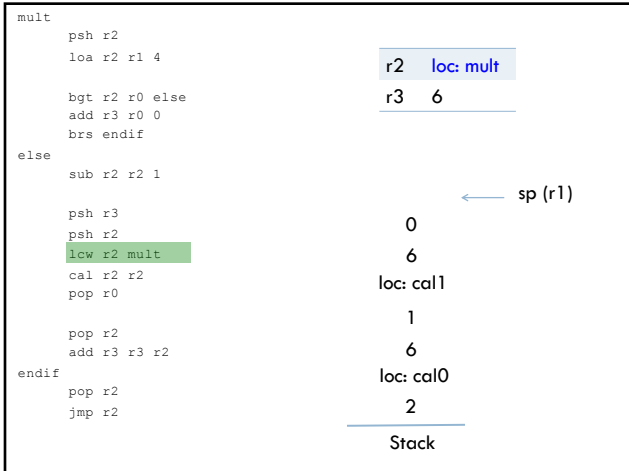 mult
psh r2
loa r2 r1 4
bgt r2 r0 else
add r3 r0 0
brs endif
else
sub r2 r2 1
psh r3
psh r2
lcw r2 mult
cal r2 r2
pop r0
pop r2
add r3 r3 r2
endif
pop r2
jmp r2
r2 loc: mult
r3 6
sp (r1)
0
6
loc: cal1
1
6
loc: cal0
2
Stack